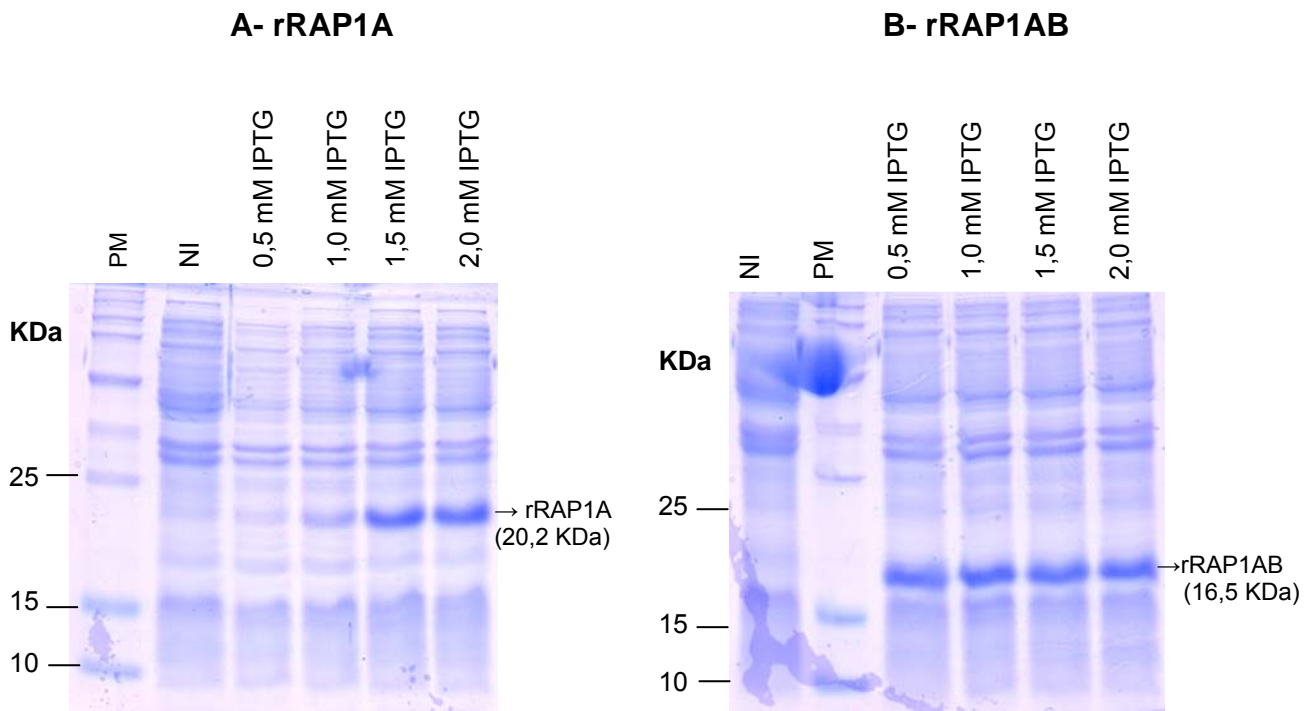 A- rRAP1A
PM
NI
0,5 mM IPTG
1,0 mM IPTG
1,5 mM IPTG
2,0 mM IPTG
KDa
25
15
10
→ rRAP1A
(20,2 KDa)
B- rRAP1AB
NI
PM
0,5 mM IPTG
1,0 mM IPTG
1,5 mM IPTG
2,0 mM IPTG
KDa
25
15
10
→rRAP1AB
(16,5 KDa)